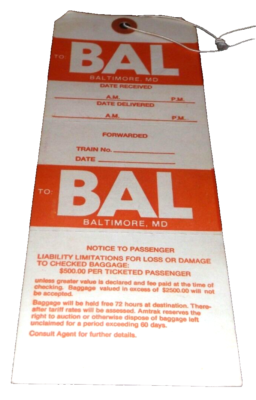 TO: BAL
BALTIMORE, MD
DATE RECEIVED
A.M. P.M.
DATE DELIVERED
A.M. P.M.
FORWARDED
TRAIN No.
DATE
TO: BAL
BALTIMORE, MD
NOTICE TO PASSENGER
LIABILITY LIMITATIONS FOR LOSS OR DAMAGE
TO CHECKED BAGGAGE:
$500.00 PER TICKETED PASSENGER
unless greater value is declared and fee paid at the time of
checking. Baggage valued in excess of $2500.00 will not
be accepted.
Baggage will be held free 72 hours at destination. There-
after tariff rates will be assessed. Amtrak reserves the
right to auction or otherwise dispose of baggage left
unclaimed for a period exceeding 60 days.
Consult Agent for further details.